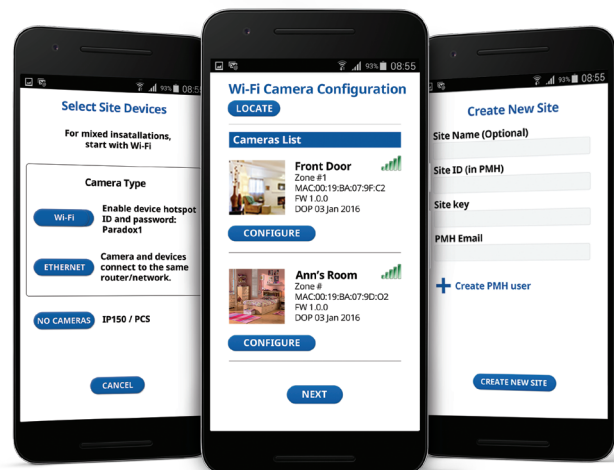 93% 08:55
Select Site Devices
For mixed insatallations,
start with Wi-Fi
Camera Type
Wi-Fi
Enable device hotspot
ID and password:
Paradox1
ETHERNET
Camera and devices
connect to the same
router/network.
NO CAMERAS
IP150 / PCS
CANCEL
93% 08:55
Wi-Fi Camera Configuration
LOCATE
Cameras List
Front Door
Zone #1
MAC:00:19:BA:07:9F:C2
FW 1.0.0
DOP 03 Jan 2016
CONFIGURE
Ann's Room
Zone #
MAC:00:19:BA:07:9D:O2
FW 1.0.0
DOP 03 Jan 2016
CONFIGURE
NEXT
93% 08:55
Create New Site
Site Name (Optional)
Site ID (in PMH)
Site key
PMH Email
Create PMH user
CREATE NEW SITE